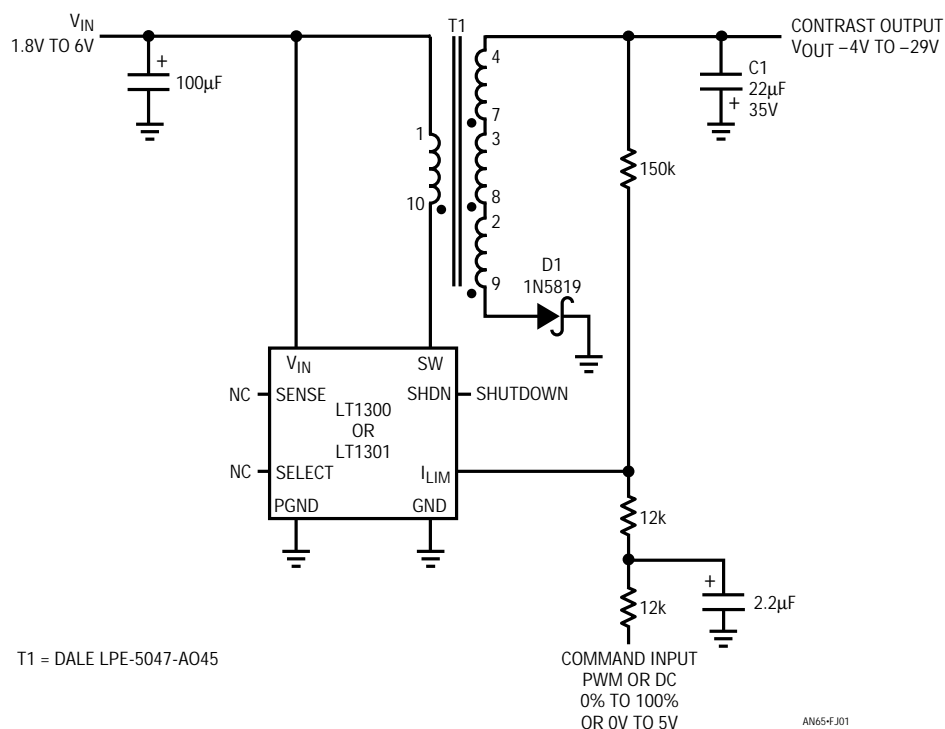 VIN
1.8V TO 6V
+
100µF
T1
4
7
3
8
2
9
1
10
CONTRAST OUTPUT
VOUT –4V TO –29V
C1
22µF
+ 35V
150k
D1
1N5819
VIN
SW
NC
SENSE
SHDN
SHUTDOWN
LT1300
OR
LT1301
NC
SELECT
ILIM
PGND
GND
12k
+
12k
2.2µF
T1 = DALE LPE-5047-AO45
COMMAND INPUT
PWM OR DC
0% TO 100%
OR 0V TO 5V
AN65•FJ01